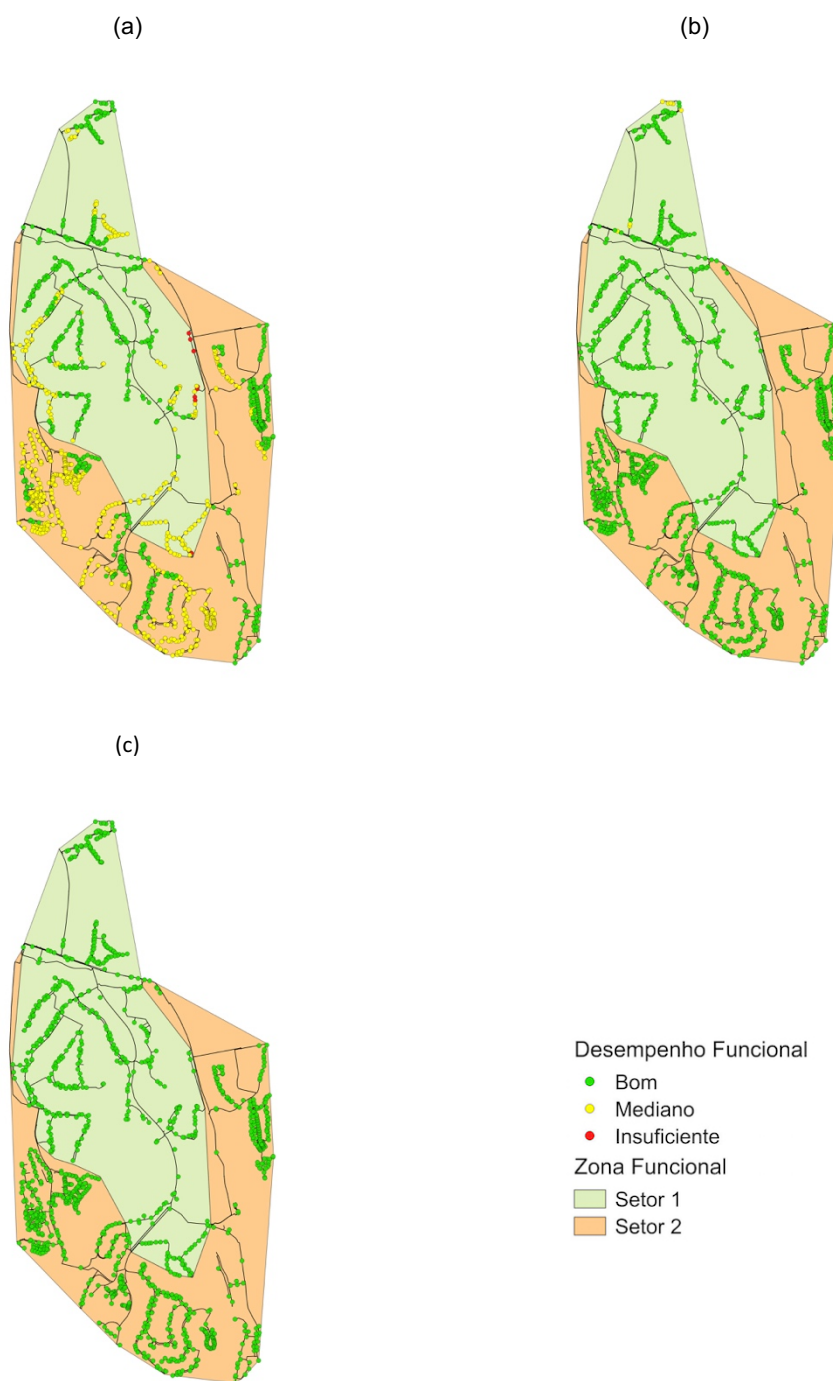 (a)
(b)
(c)
Desempenho Funcional
Bom
Mediano
Insuficiente
Zona Funcional
Setor 1
Setor 2